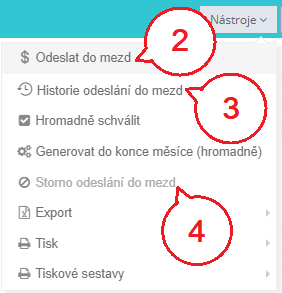 Nástroje
2
Odeslat do mezd
Historie odeslání do mezd
3
Hromadně schválit
Generovat do konce měsíce (hromadně)
Storno odeslání do mezd
4
Export
Tisk
Tiskové sestavy